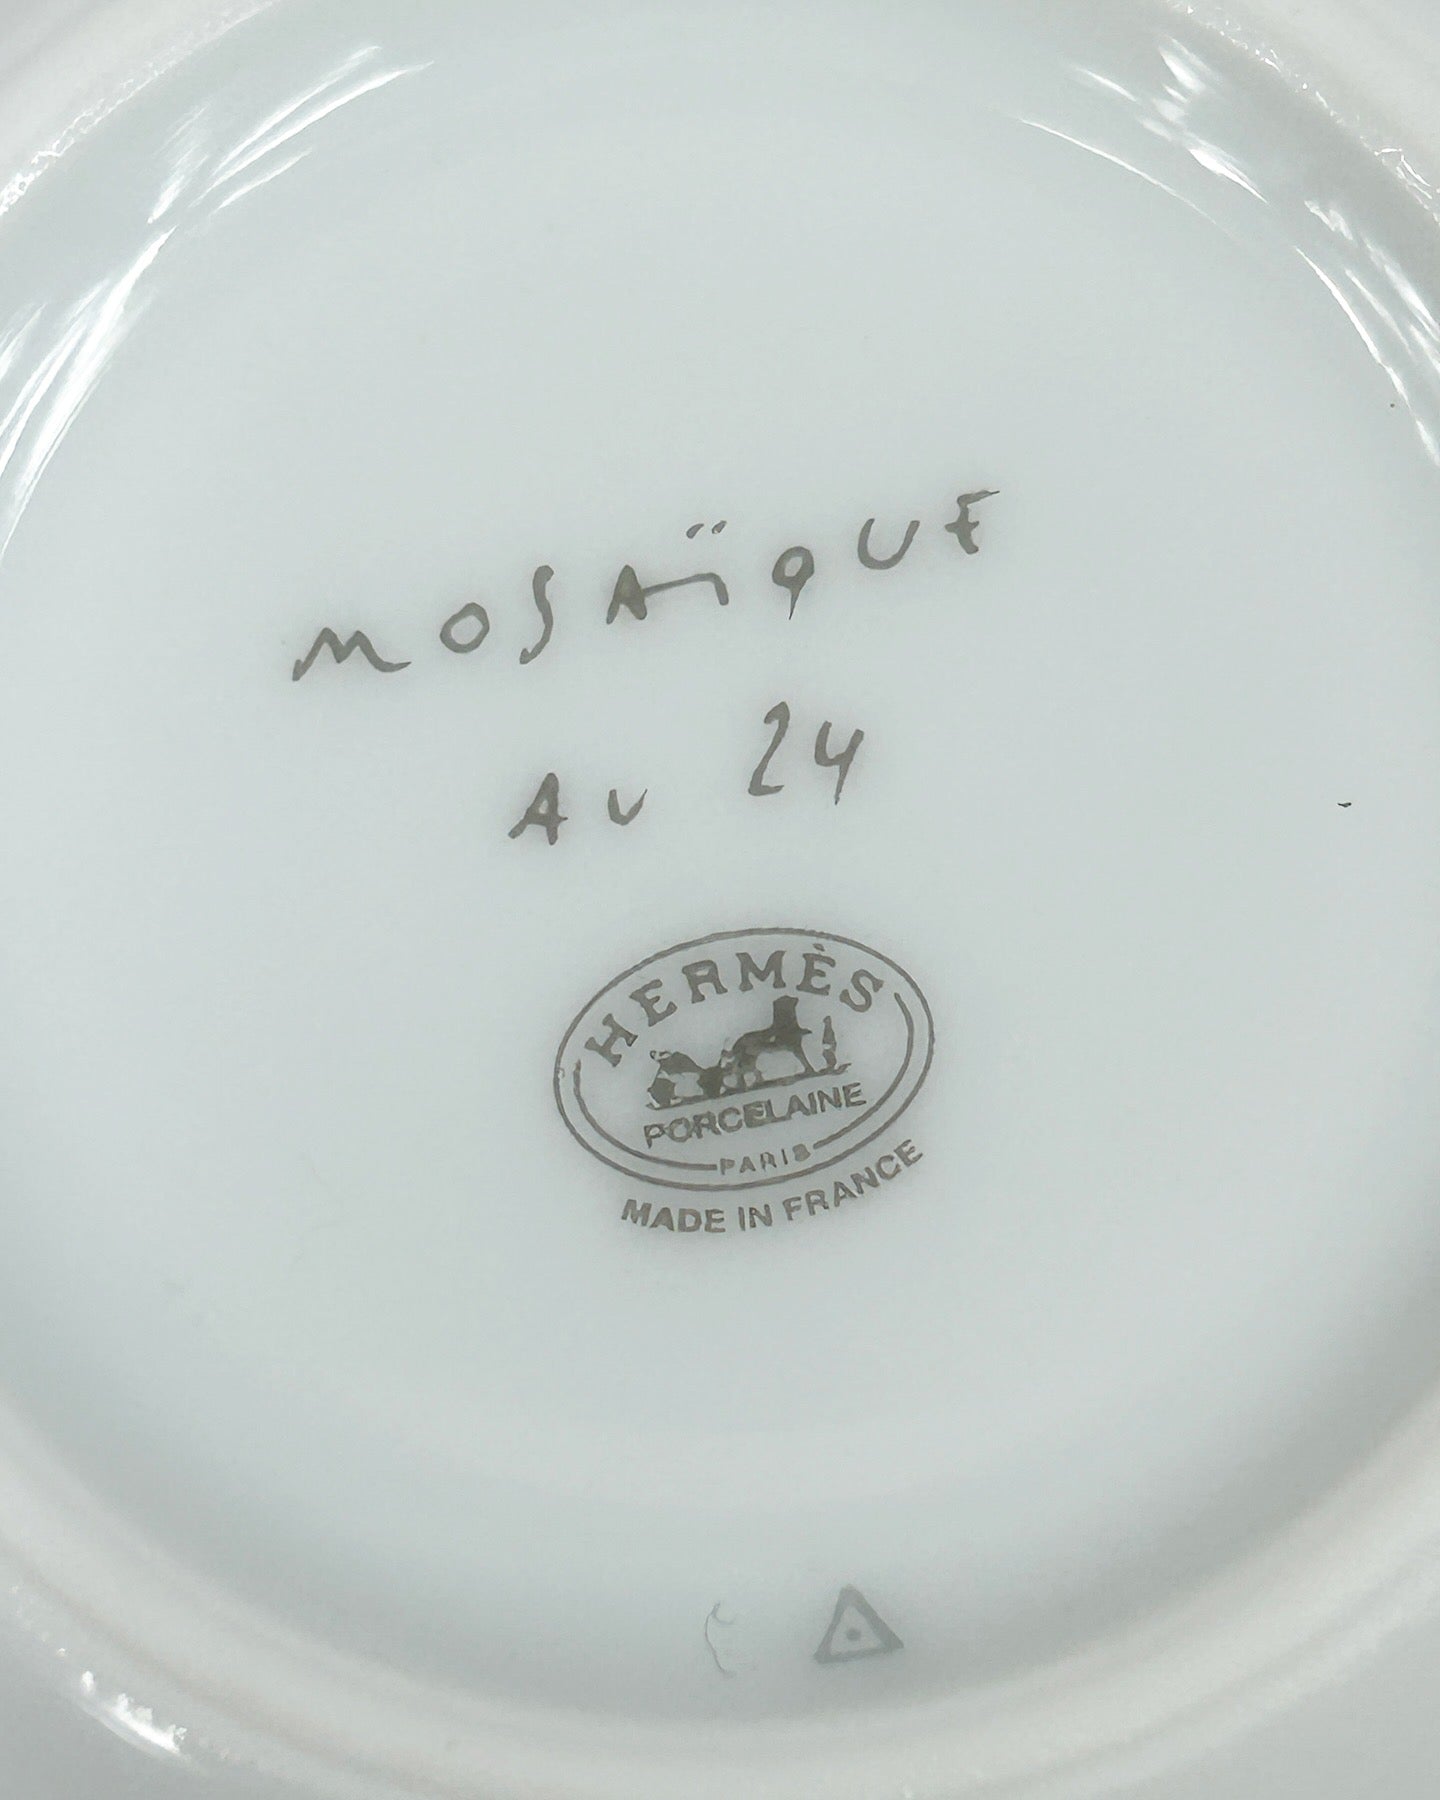 MOSAÏQUE
AU 24
HERMÈS
PORCELAINE
PARIS
MADE IN FRANCE